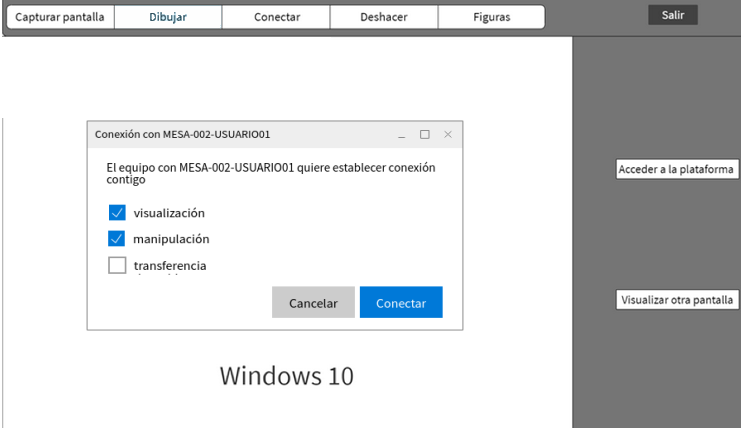 Capturar pantalla
Dibujar
Conectar
Deshacer
Figuras
Salir
Conexión con MESA-002-USUARIO01
El equipo con MESA-002-USUARIO01 quiere establecer conexión
contigo
visualización
manipulación
transferencia
Cancelar
Conectar
Acceder a la plataforma
Visualizar otra pantalla
Windows 10